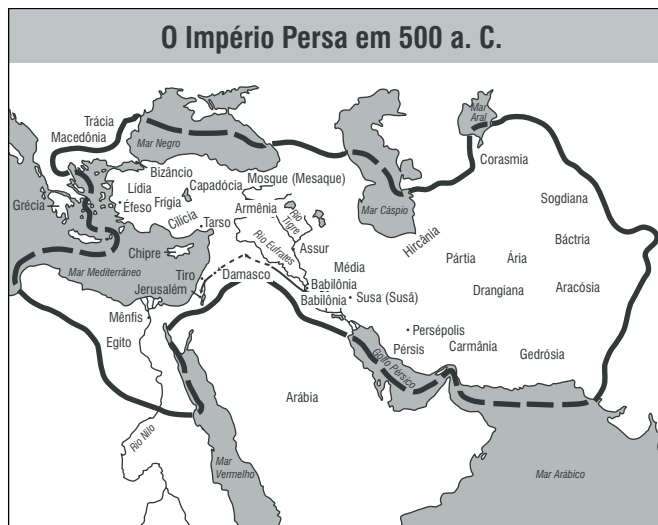 O Império Persa em 500 a. C.
Mar
Aral
Trácia
Macedônia
Mar Negro
Corasmia
Bizâncio
Mosque (Mesaque)
Lídia
Capadócia
Mar Cáspio
Sogdiana
Grécia
Éfeso
Frígia
Armênia
Rio
Tigre
Cilícia
Tarso
Hircânia
Báctria
Chipre
Rio Eufrates
Assur
Pártia
Ária
Mar Mediterrâneo
Tiro
Damasco
Média
Jerusalém
Babilônia
Drangiana
Aracósia
Babilônia
Susa (Susã)
Mênfis
Persépolis
Egito
Pérsis
Carmânia
Gedrósia
Golfo Pérsico
Arábia
Rio Nilo
Mar
Vermelho
Mar Arábico